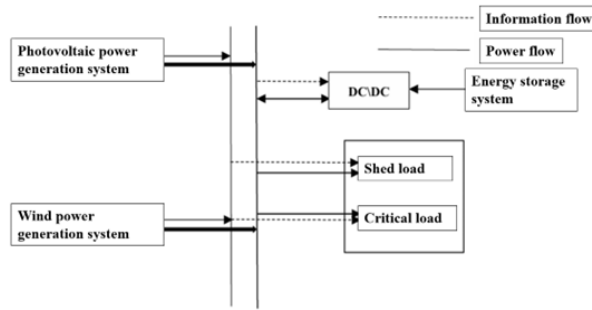 Information flow
Power flow
Photovoltaic power
generation system
DC\DC
Energy storage
system
Shed load
Wind power
generation system
Critical load